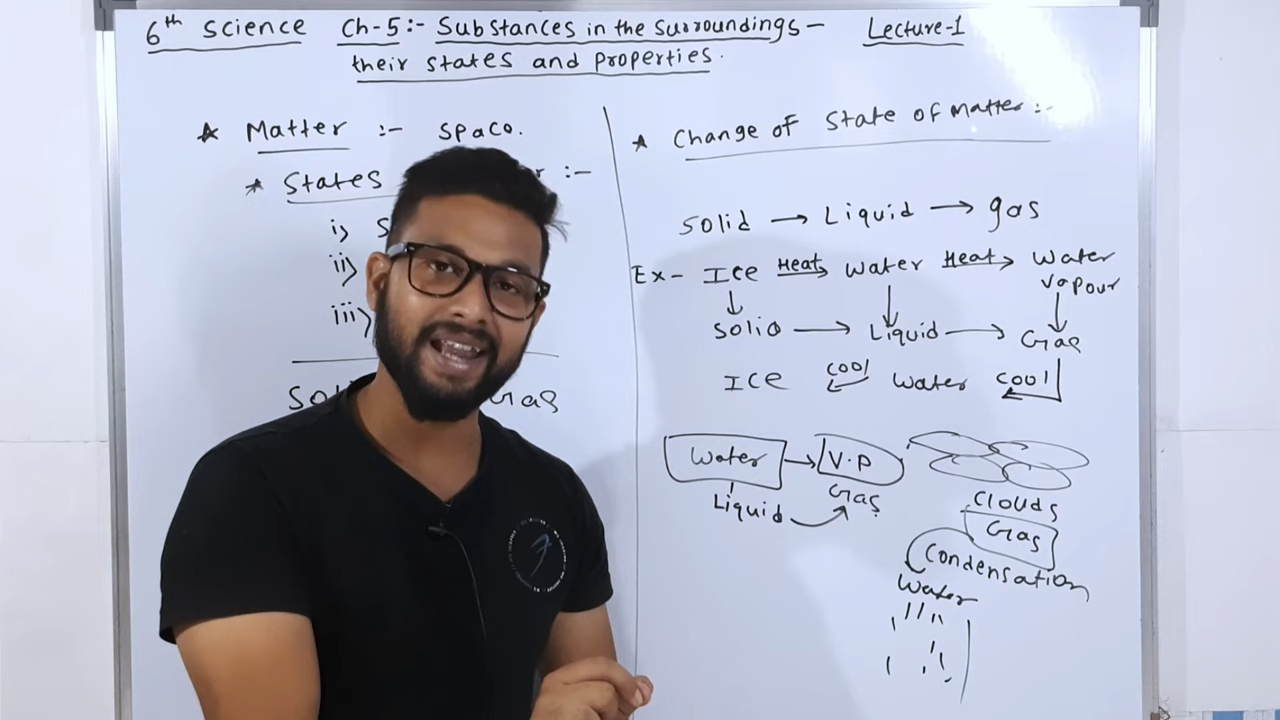 6th Science Ch-5:- Substances in the Surroundings – Lecture-1
their states and Properties.
* Matter :- Space.
* States :-
i)
ii)
iii)
Gas
* Change of State of Matter :-
Solid → Liquid → gas
Ex- Ice Heat→ Water Heat→ Water vapour
Solid → Liquid → Gas
ICe cool← Water cool←
Water → V.P
Liquid Gas
Clouds
Gas
Condensation
Water